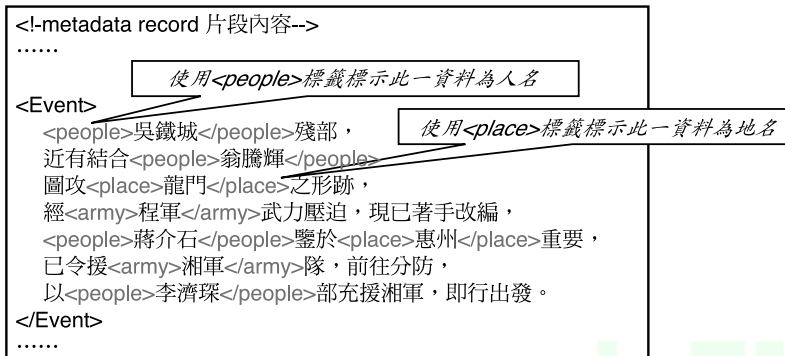 <!-metadata record 片段內容-->
……
使用<people>標籤標示此一資料為人名
<Event>
<people>吳鐵城</people>殘部，
使用<place>標籤標示此一資料為地名
近有結合<people>翁騰輝</people>
圖攻<place>龍門</place>之形跡，
經<army>程軍</army>武力壓迫，現已著手改編，
<people>蔣介石</people>鑒於<place>惠州</place>重要，
已令援<army>湘軍</army>隊，前往分防，
以<people>李濟琛</people>部充援湘軍，即行出發。
</Event>
……